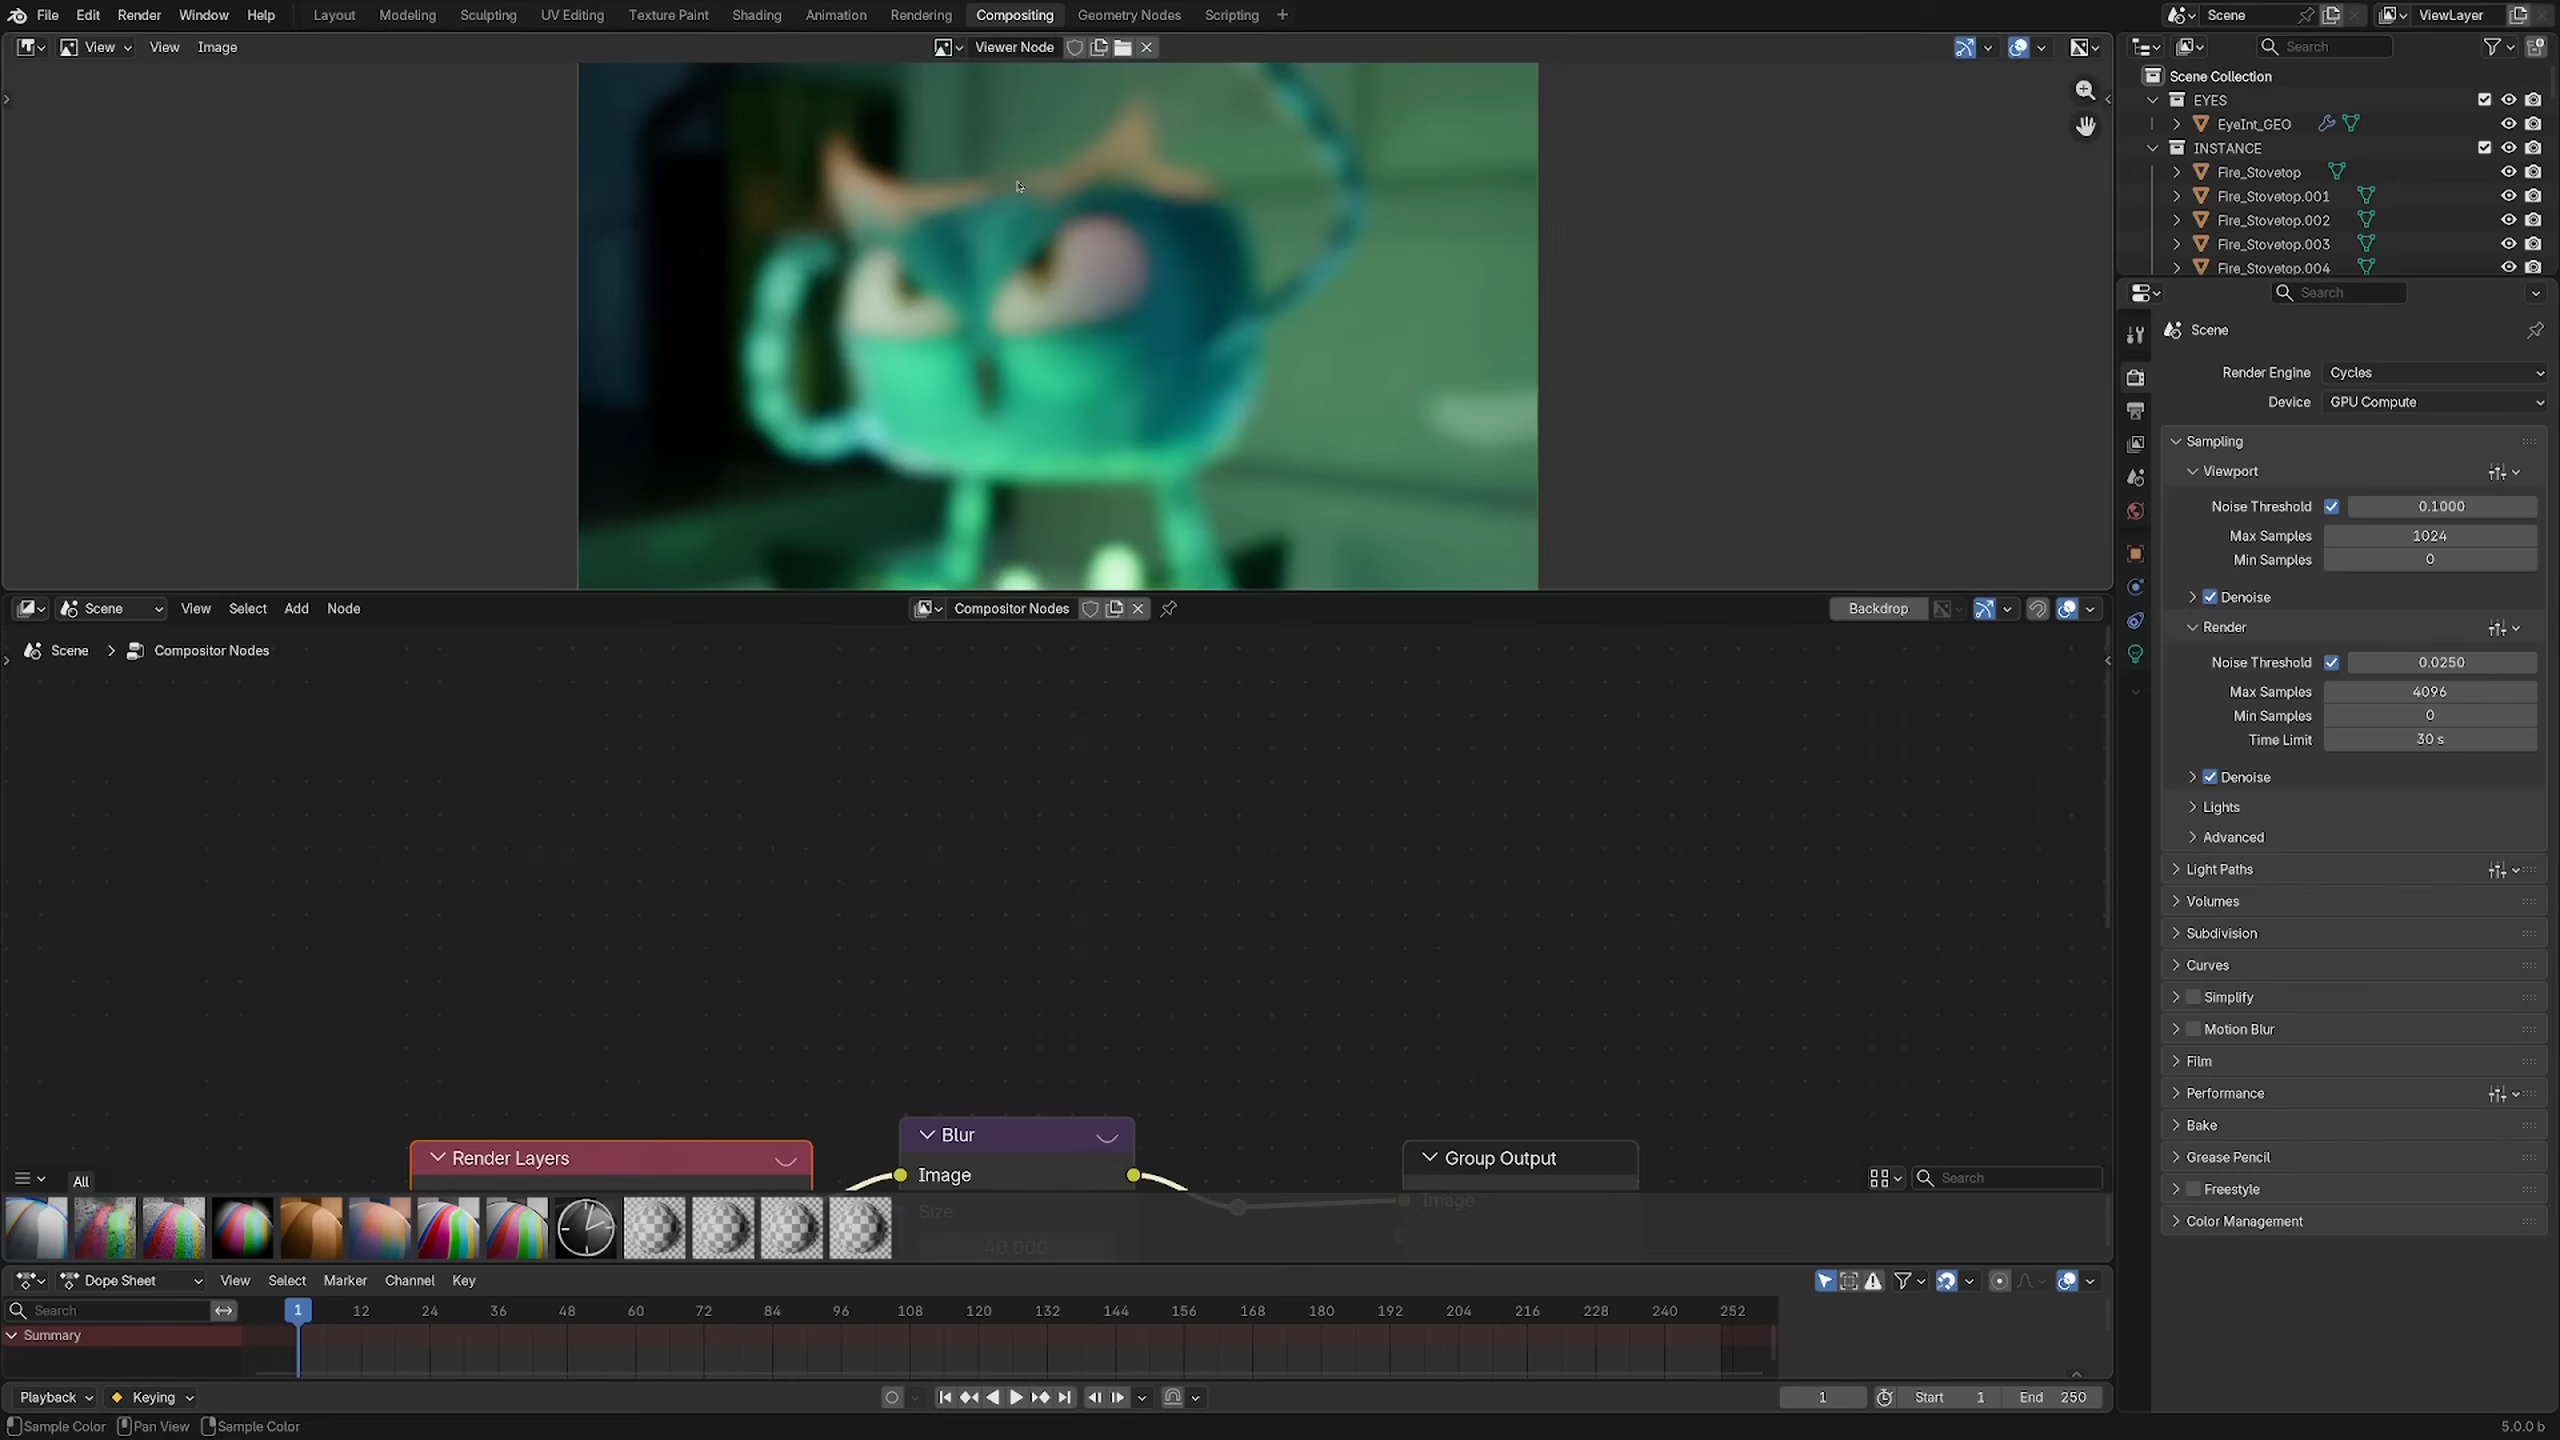 File Edit Render Window Help Layout Modeling Sculpting UV Editing Texture Paint Shading Animation Rendering Compositing Geometry Nodes Scripting + Scene ViewLayer
View View Image Viewer Node Search
Scene Collection
EYES
EyeInt_GEO
INSTANCE
Fire_Stovetop
Fire_Stovetop.001
Fire_Stovetop.002
Fire_Stovetop.003
Fire_Stovetop.004
Search
Scene
Render Engine Cycles
Device GPU Compute
Sampling
Viewport
Noise Threshold 0.1000
Max Samples 1024
Min Samples 0
Denoise
Render
Noise Threshold 0.0250
Max Samples 4096
Min Samples 0
Time Limit 30 s
Denoise
Lights
Advanced
Light Paths
Volumes
Subdivision
Curves
Simplify
Motion Blur
Film
Performance
Bake
Grease Pencil
Freestyle
Color Management
Scene View Select Add Node Compositor Nodes Backdrop
Scene > Compositor Nodes
Render Layers
Blur
Image
Size
40.000
Group Output
Image
All
Search
Dope Sheet View Select Marker Channel Key
Search 1 12 24 36 48 60 72 84 96 108 120 132 144 156 168 180 192 204 216 228 240 252
Summary
Playback Keying 1 Start 1 End 250
Sample Color Pan View Sample Color 5.0.0 b